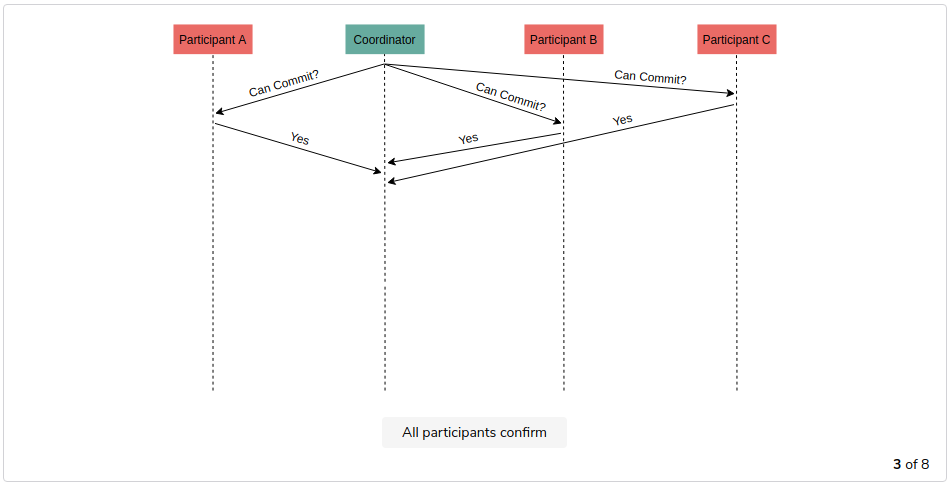 Participant A
Coordinator
Participant B
Participant C
Can Commit?
Can Commit?
Can Commit?
Yes
Yes
Yes
All participants confirm
3 of 8